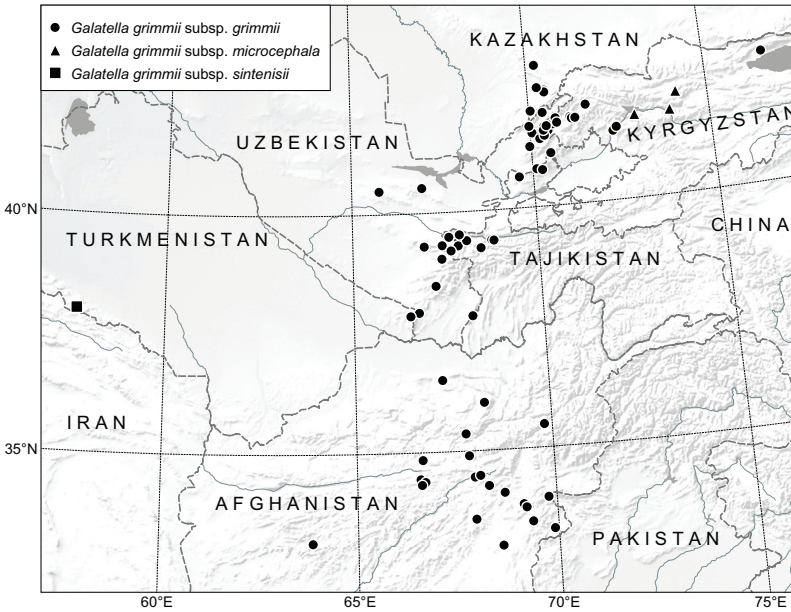 Galatella grimmii subsp. grimmii
Galatella grimmii subsp. microcephala
Galatella grimmii subsp. sintenisii
KAZAKHSTAN
KYRGYZSTAN
UZBEKISTAN
40°N
TURKMENISTAN
CHINA
TAJIKISTAN
IRAN
35°N
AFGHANISTAN
PAKISTAN
60°E
65°E
70°E
75°E